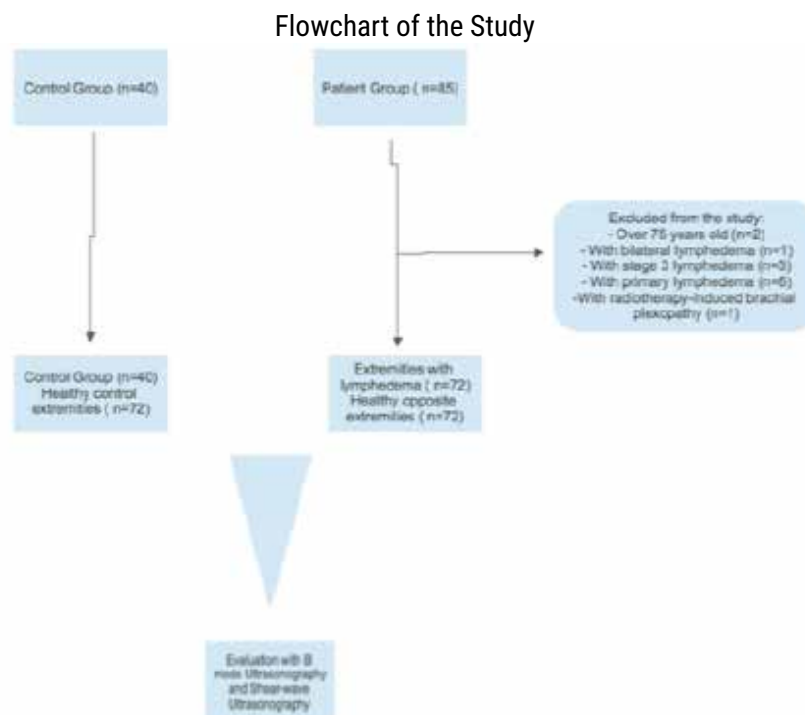 Flowchart of the Study
Control Group (n=40)
Patient Group ( n=85)
Excluded from the study:
- Over 75 years old (n=2)
- With bilateral lymphedema (n=1)
- With stage 3 lymphedema (n=3)
- With primary lymphedema (n=6)
-With radiotherapy-induced brachial
plexopathy (n=1)
Control Group (n=40)
Healthy control
extremities ( n=72)
Extremities with
lymphedema ( n=72)
Healthy opposite
extremities ( n=72)
Evaluation with B
mode Ultrasonography
and Shear-wave
Ultrasonography